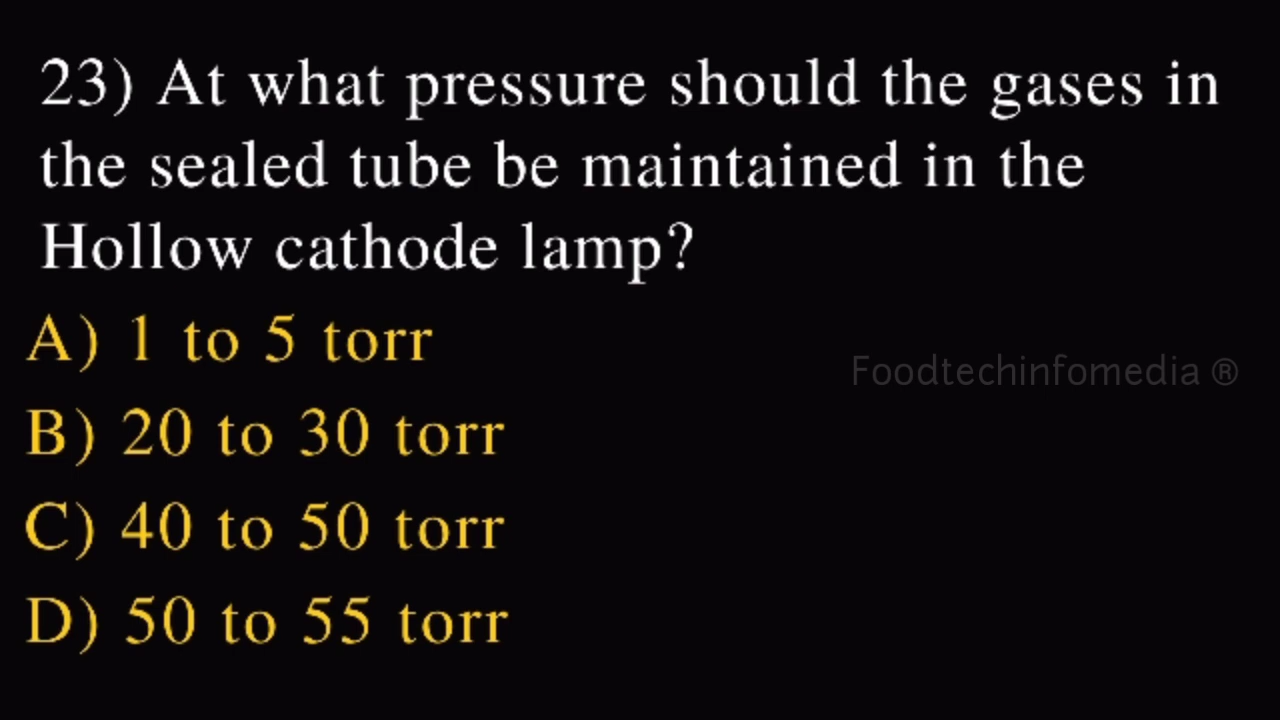 23) At what pressure should the gases in
the sealed tube be maintained in the
Hollow cathode lamp?
A) 1 to 5 torr
Foodtechinfomedia ®
B) 20 to 30 torr
C) 40 to 50 torr
D) 50 to 55 torr